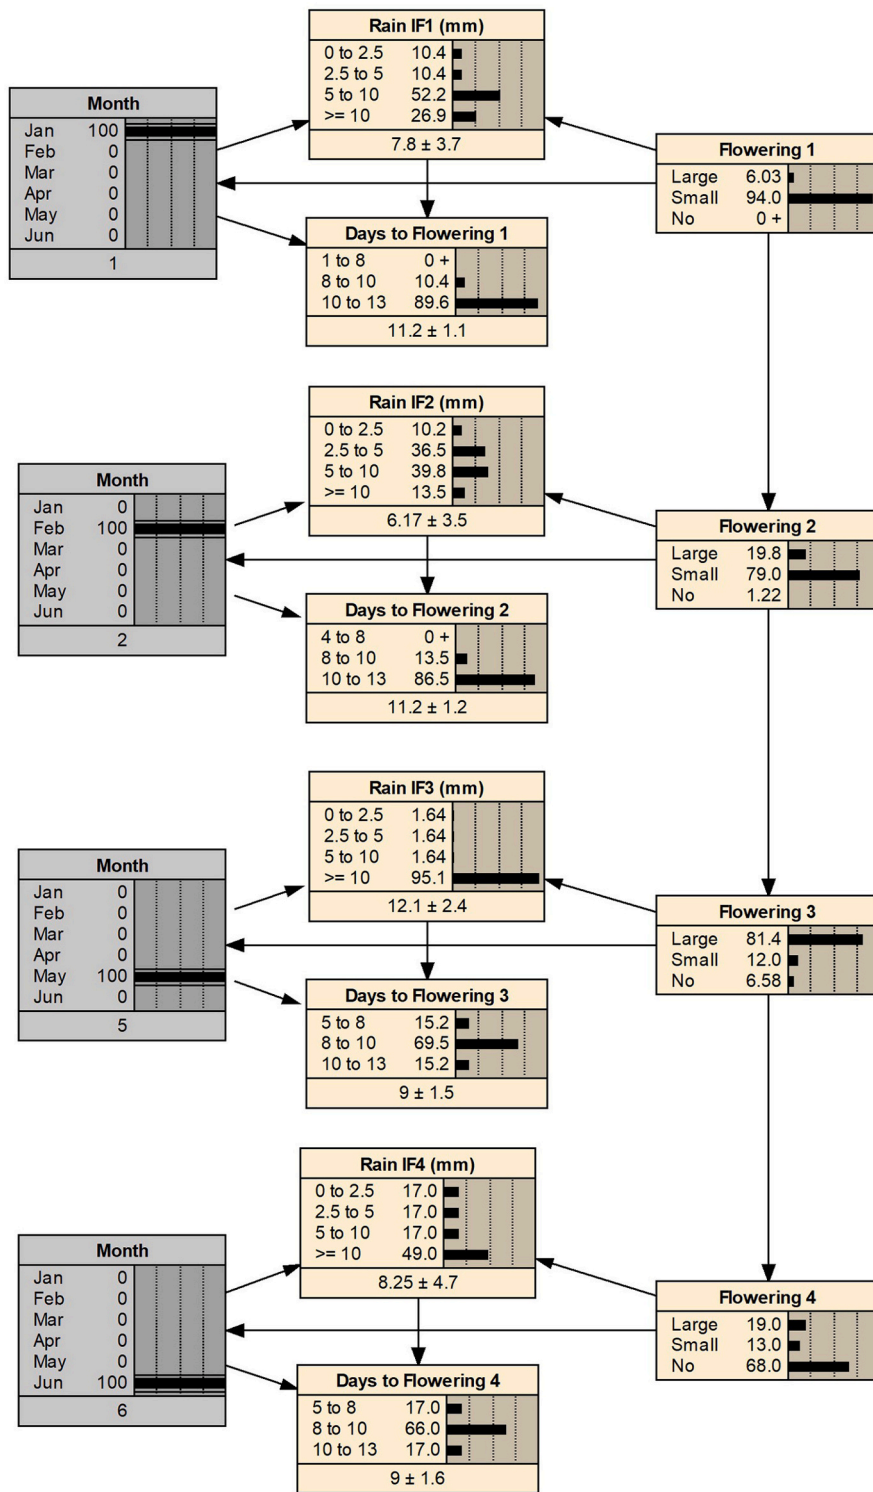 Rain IF1 (mm)
0 to 2.5 10.4
2.5 to 5 10.4
5 to 10 52.2
>= 10 26.9
7.8 ± 3.7
Month
Jan 100
Feb 0
Mar 0
Apr 0
May 0
Jun 0
1
Flowering 1
Large 6.03
Small 94.0
No 0 +
Days to Flowering 1
1 to 8 0 +
8 to 10 10.4
10 to 13 89.6
11.2 ± 1.1
Rain IF2 (mm)
0 to 2.5 10.2
2.5 to 5 36.5
5 to 10 39.8
>= 10 13.5
6.17 ± 3.5
Month
Jan 0
Feb 100
Mar 0
Apr 0
May 0
Jun 0
2
Flowering 2
Large 19.8
Small 79.0
No 1.22
Days to Flowering 2
4 to 8 0 +
8 to 10 13.5
10 to 13 86.5
11.2 ± 1.2
Rain IF3 (mm)
0 to 2.5 1.64
2.5 to 5 1.64
5 to 10 1.64
>= 10 95.1
12.1 ± 2.4
Month
Jan 0
Feb 0
Mar 0
Apr 0
May 100
Jun 0
5
Flowering 3
Large 81.4
Small 12.0
No 6.58
Days to Flowering 3
5 to 8 15.2
8 to 10 69.5
10 to 13 15.2
9 ± 1.5
Rain IF4 (mm)
0 to 2.5 17.0
2.5 to 5 17.0
5 to 10 17.0
>= 10 49.0
8.25 ± 4.7
Month
Jan 0
Feb 0
Mar 0
Apr 0
May 0
Jun 100
6
Flowering 4
Large 19.0
Small 13.0
No 68.0
Days to Flowering 4
5 to 8 17.0
8 to 10 66.0
10 to 13 17.0
9 ± 1.6